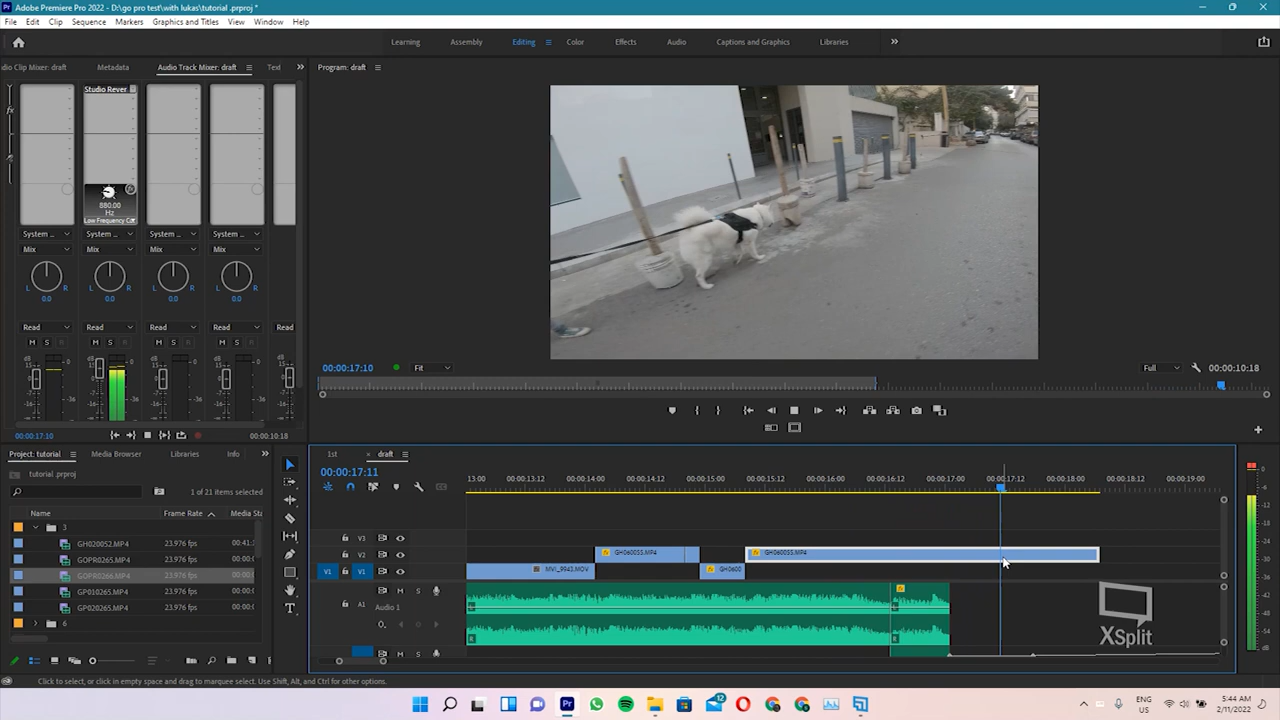 Adobe Premiere Pro 2022 - D:\go pro test\with lukas\tutorial .prproj *
File Edit Clip Sequence Markers Graphics and Titles View Window Help
Learning Assembly Editing Color Effects Audio Captions and Graphics Libraries
dio Clip Mixer: draft Metadata Audio Track Mixer: draft Text Program: draft
Studio Rever
880.00
Hz
Low Frequency C
System .. System .. System .. System ..
Mix Mix Mix Mix
L R L R L R L R
0.0 0.0 0.0 0.0
Read Read Read Read Read
M S M S M S M S M
00:00:17:10 Fit Full 00:00:10:18
00:00:17:10 00:00:10:18
Project: tutorial Media Browser Libraries Info
tutorial .prproj
1 of 21 items selected
Name Frame Rate Media Sta
3
GH020052.MP4 23.976 fps 00:41:
GOPR0265.MP4 23.976 fps 00:00:
GOPR0266.MP4 23.976 fps 00:00:
GP010265.MP4 23.976 fps 00:00:
GP020265.MP4 23.976 fps 00:00:
6
1st draft
00:00:17:11
13:00 00:00:13:12 00:00:14:00 00:00:14:12 00:00:15:00 00:00:15:12 00:00:16:00 00:00:16:12 00:00:17:00 00:00:17:12 00:00:18:00 00:00:18:12 00:00:19:00
V3
V2 GH060055.MP4 GH060055.MP4
V1 V1 MVI_9943.MOV GH0600
A1 M S
Audio 1
M S
XSplit
Click to select, or click in empty space and drag to marquee select. Use Shift, Alt, and Ctrl for other options.
ENG
US
5:44 AM
2/11/2022